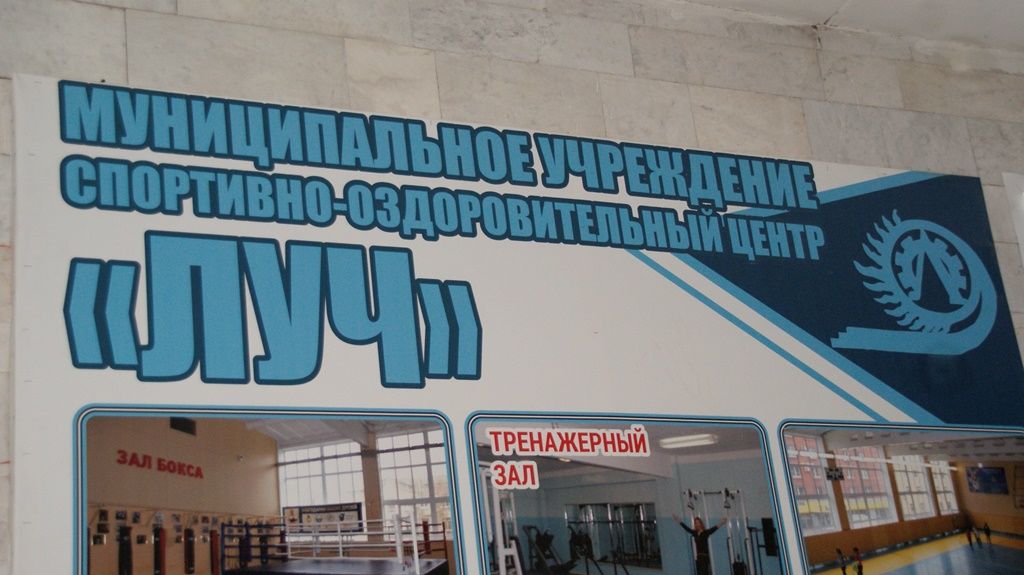 МУНИЦИПАЛЬНОЕ УЧРЕЖДЕНИЕ
СПОРТИВНО-ОЗДОРОВИТЕЛЬНЫЙ ЦЕНТР
«ЛУЧ»
ЗАЛ БОКСА
ТРЕНАЖЕРНЫЙ
ЗАЛ